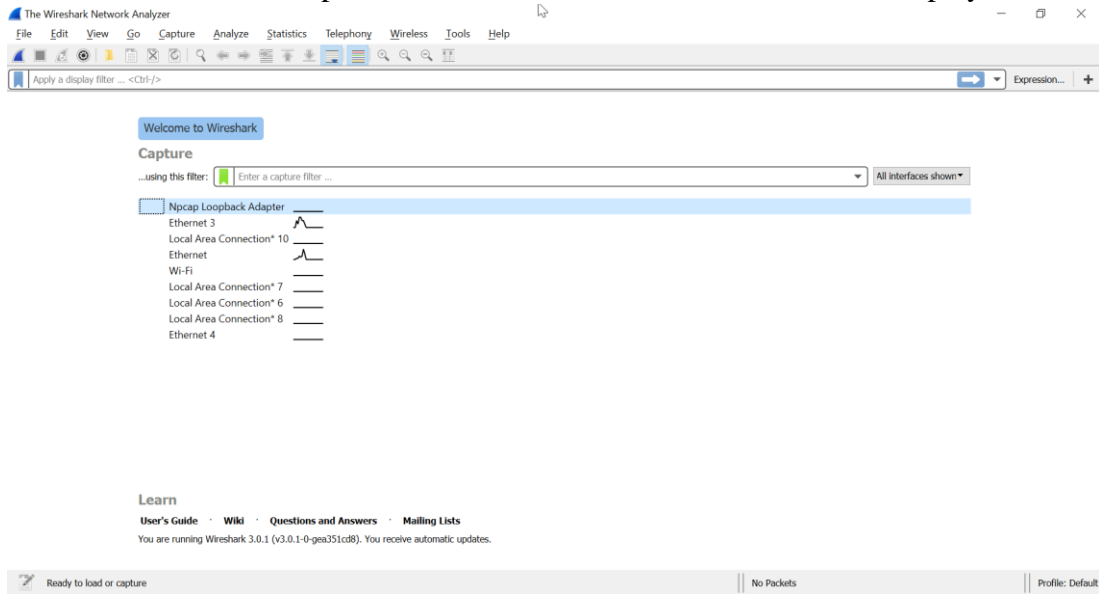 The Wireshark Network Analyzer
File Edit View Go Capture Analyze Statistics Telephony Wireless Tools Help
Apply a display filter ... <Ctrl-/> Expression... +
Welcome to Wireshark
Capture
...using this filter: Enter a capture filter ... All interfaces shown
Npcap Loopback Adapter
Ethernet 3
Local Area Connection* 10
Ethernet
Wi-Fi
Local Area Connection* 7
Local Area Connection* 6
Local Area Connection* 8
Ethernet 4
Learn
User's Guide · Wiki · Questions and Answers · Mailing Lists
You are running Wireshark 3.0.1 (v3.0.1-0-gea351cd8). You receive automatic updates.
Ready to load or capture No Packets Profile: Default